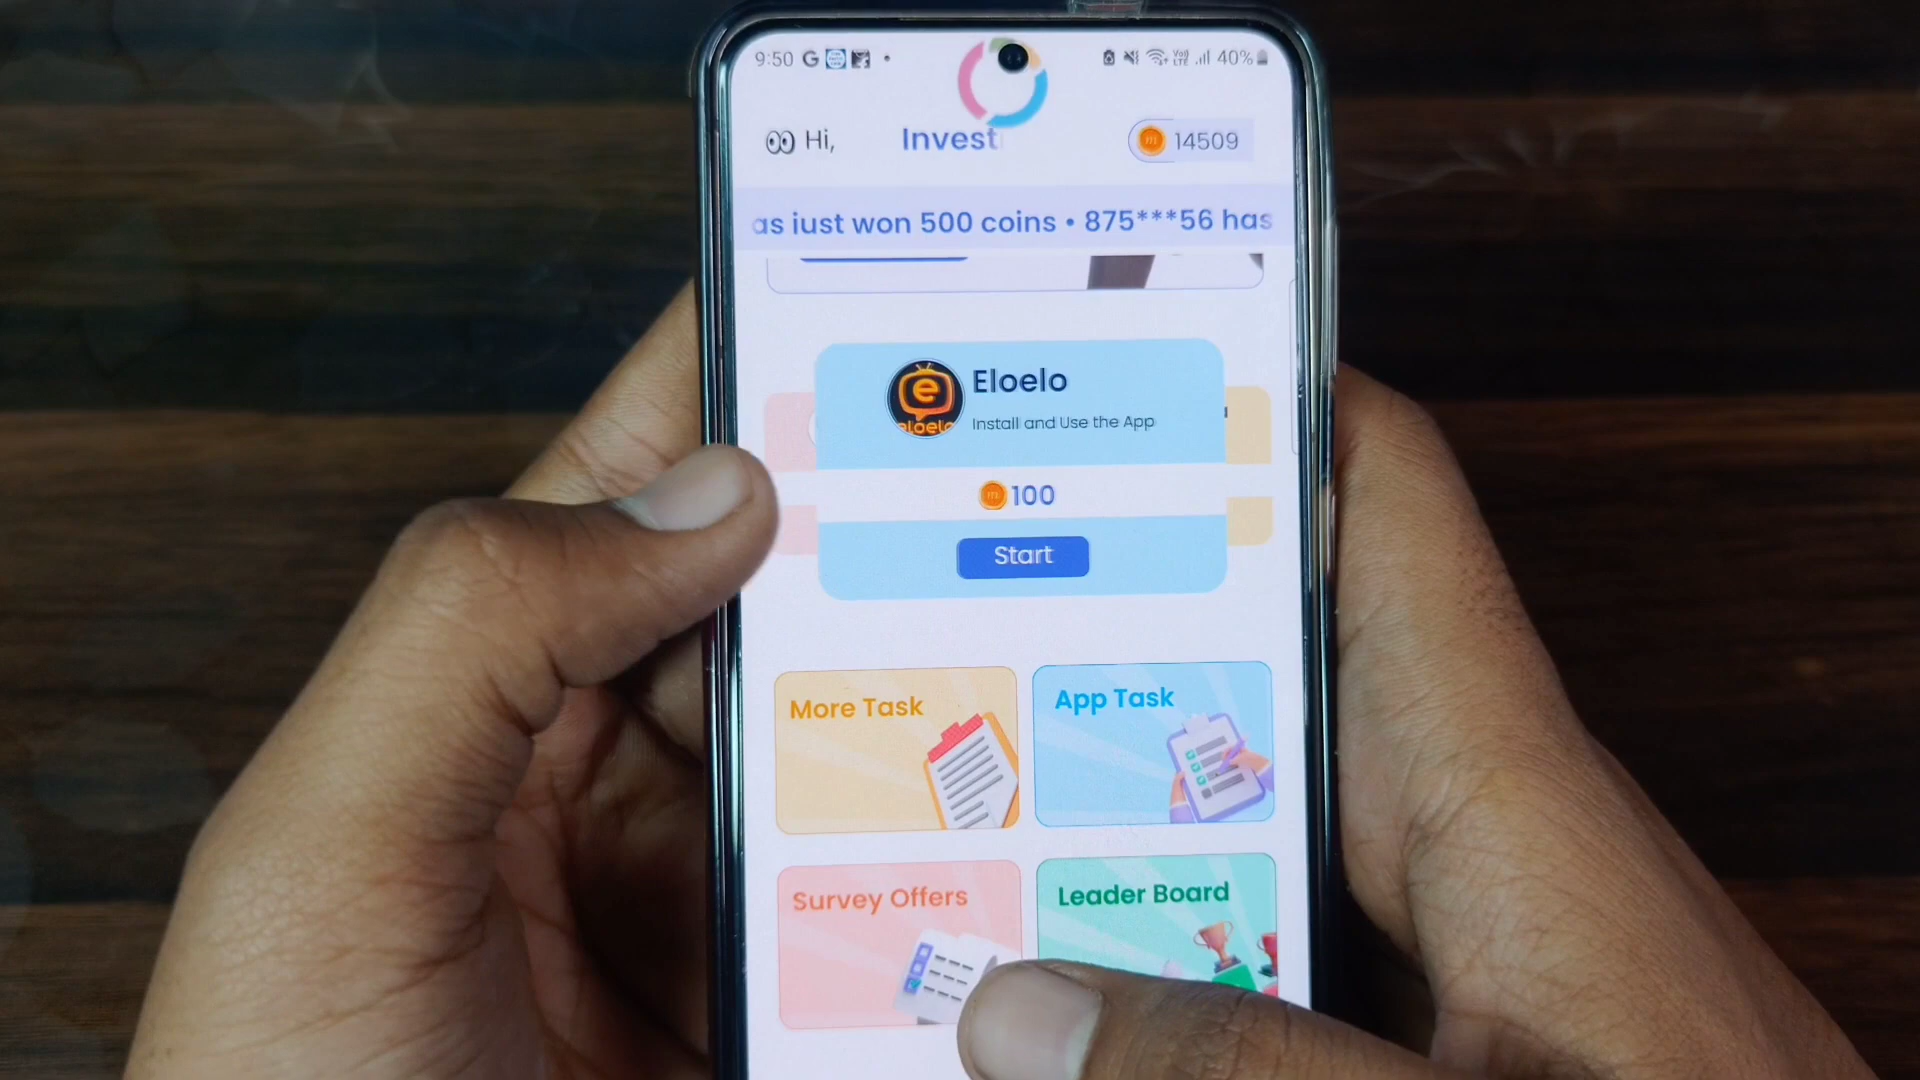 9:50 G 40%
Hi,
Invest
14509
as just won 500 coins • 875***56 has
Eloelo
Install and Use the App
eloelo
100
Start
More Task
App Task
Survey Offers
Leader Board